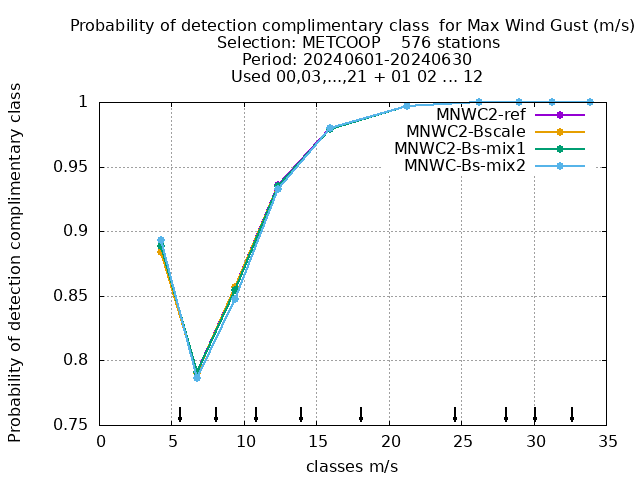 Probability of detection complimentary class  for Max Wind Gust (m/s)
Selection: METCOOP    576 stations
Period: 20240601-20240630
Used 00,03,...,21 + 01 02 ... 12
Probability of detection complimentary class
1
0.95
0.9
0.85
0.8
0.75
MNWC2-ref
MNWC2-Bscale
MNWC2-Bs-mix1
MNWC-Bs-mix2
0 5 10 15 20 25 30 35
classes m/s